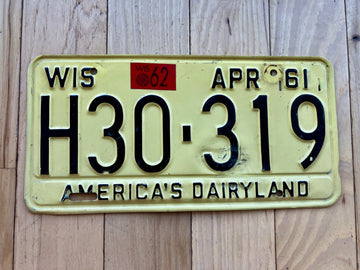 WIS 62 APR 61
H30-319
AMERICA'S DAIRYLAND